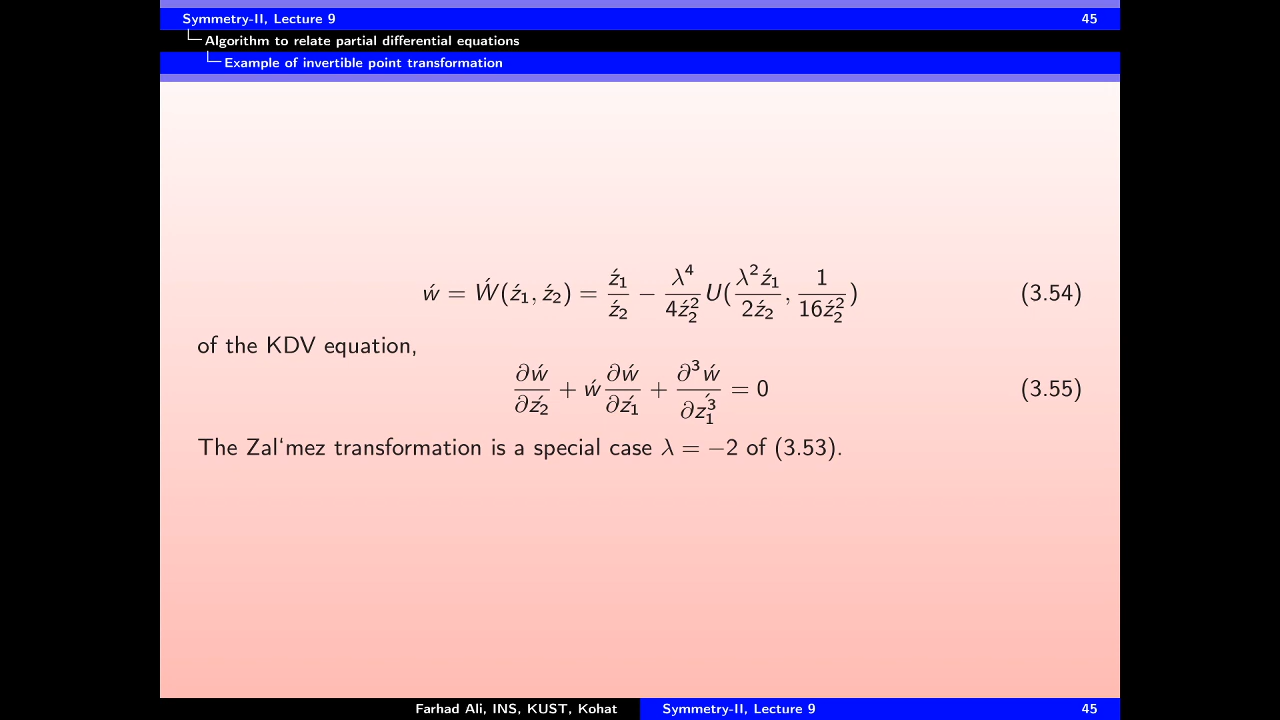 Symmetry-II, Lecture 9 45
Algorithm to relate partial differential equations
Example of invertible point transformation
ẃ = Ẃ(ź₁, ź₂) = ź₁/ź₂ − λ⁴/4ź₂² U(λ²ź₁/2ź₂, 1/16ź₂²) (3.54)
of the KDV equation,
∂ẃ/∂ź₂ + ẃ ∂ẃ/∂ź₁ + ∂³ẃ/∂ź₁³ = 0 (3.55)
The Zal‘mez transformation is a special case λ = −2 of (3.53).
Farhad Ali, INS, KUST, Kohat Symmetry-II, Lecture 9 45